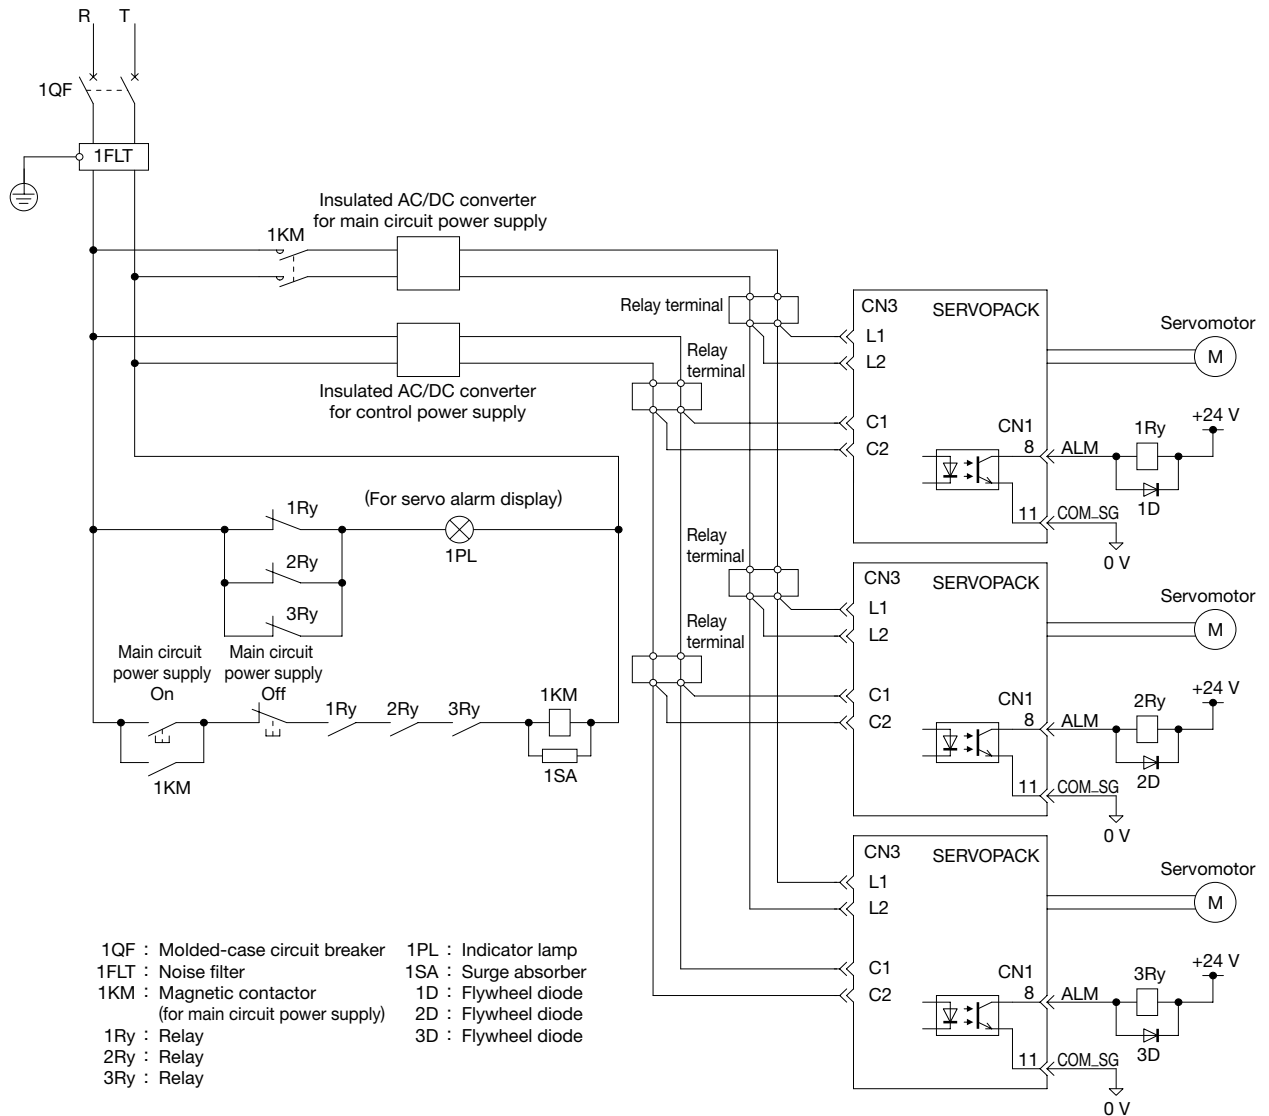 R T
1QF
1FLT
Insulated AC/DC converter
for main circuit power supply
1KM
Insulated AC/DC converter
for control power supply
Relay terminal
Relay
terminal
CN3
SERVOPACK
L1
L2
C1
C2
CN1
8
ALM
11
COM_SG
0 V
Servomotor
M
1Ry
+24 V
1D
(For servo alarm display)
1Ry
2Ry
3Ry
1PL
Relay
terminal
Relay
terminal
CN3
SERVOPACK
L1
L2
C1
C2
CN1
8
ALM
11
COM_SG
0 V
Servomotor
M
2Ry
+24 V
2D
Main circuit
power supply
On
Main circuit
power supply
Off
1Ry
2Ry
3Ry
1KM
1SA
1KM
CN3
SERVOPACK
L1
L2
C1
C2
CN1
8
ALM
11
COM_SG
0 V
Servomotor
M
3Ry
+24 V
3D
1QF : Molded-case circuit breaker
1FLT : Noise filter
1KM : Magnetic contactor
(for main circuit power supply)
1Ry : Relay
2Ry : Relay
3Ry : Relay
1PL : Indicator lamp
1SA : Surge absorber
1D : Flywheel diode
2D : Flywheel diode
3D : Flywheel diode